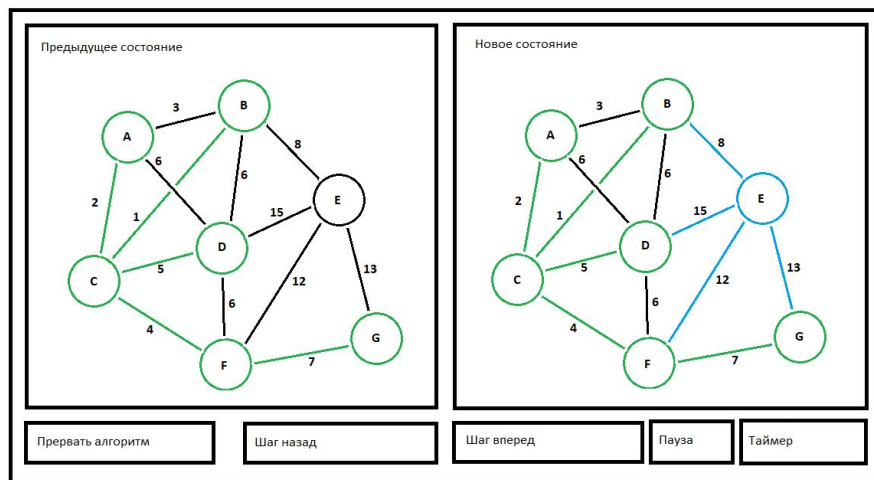 Предыдущее состояние
3
B
A
6
8
6
2
15
E
1
D
5
C
12
13
6
4
G
F
7
Новое состояние
3
B
A
6
8
6
2
15
E
1
D
5
C
12
13
6
4
G
F
7
Прервать алгоритм
Шаг назад
Шаг вперед
Пауза
Таймер